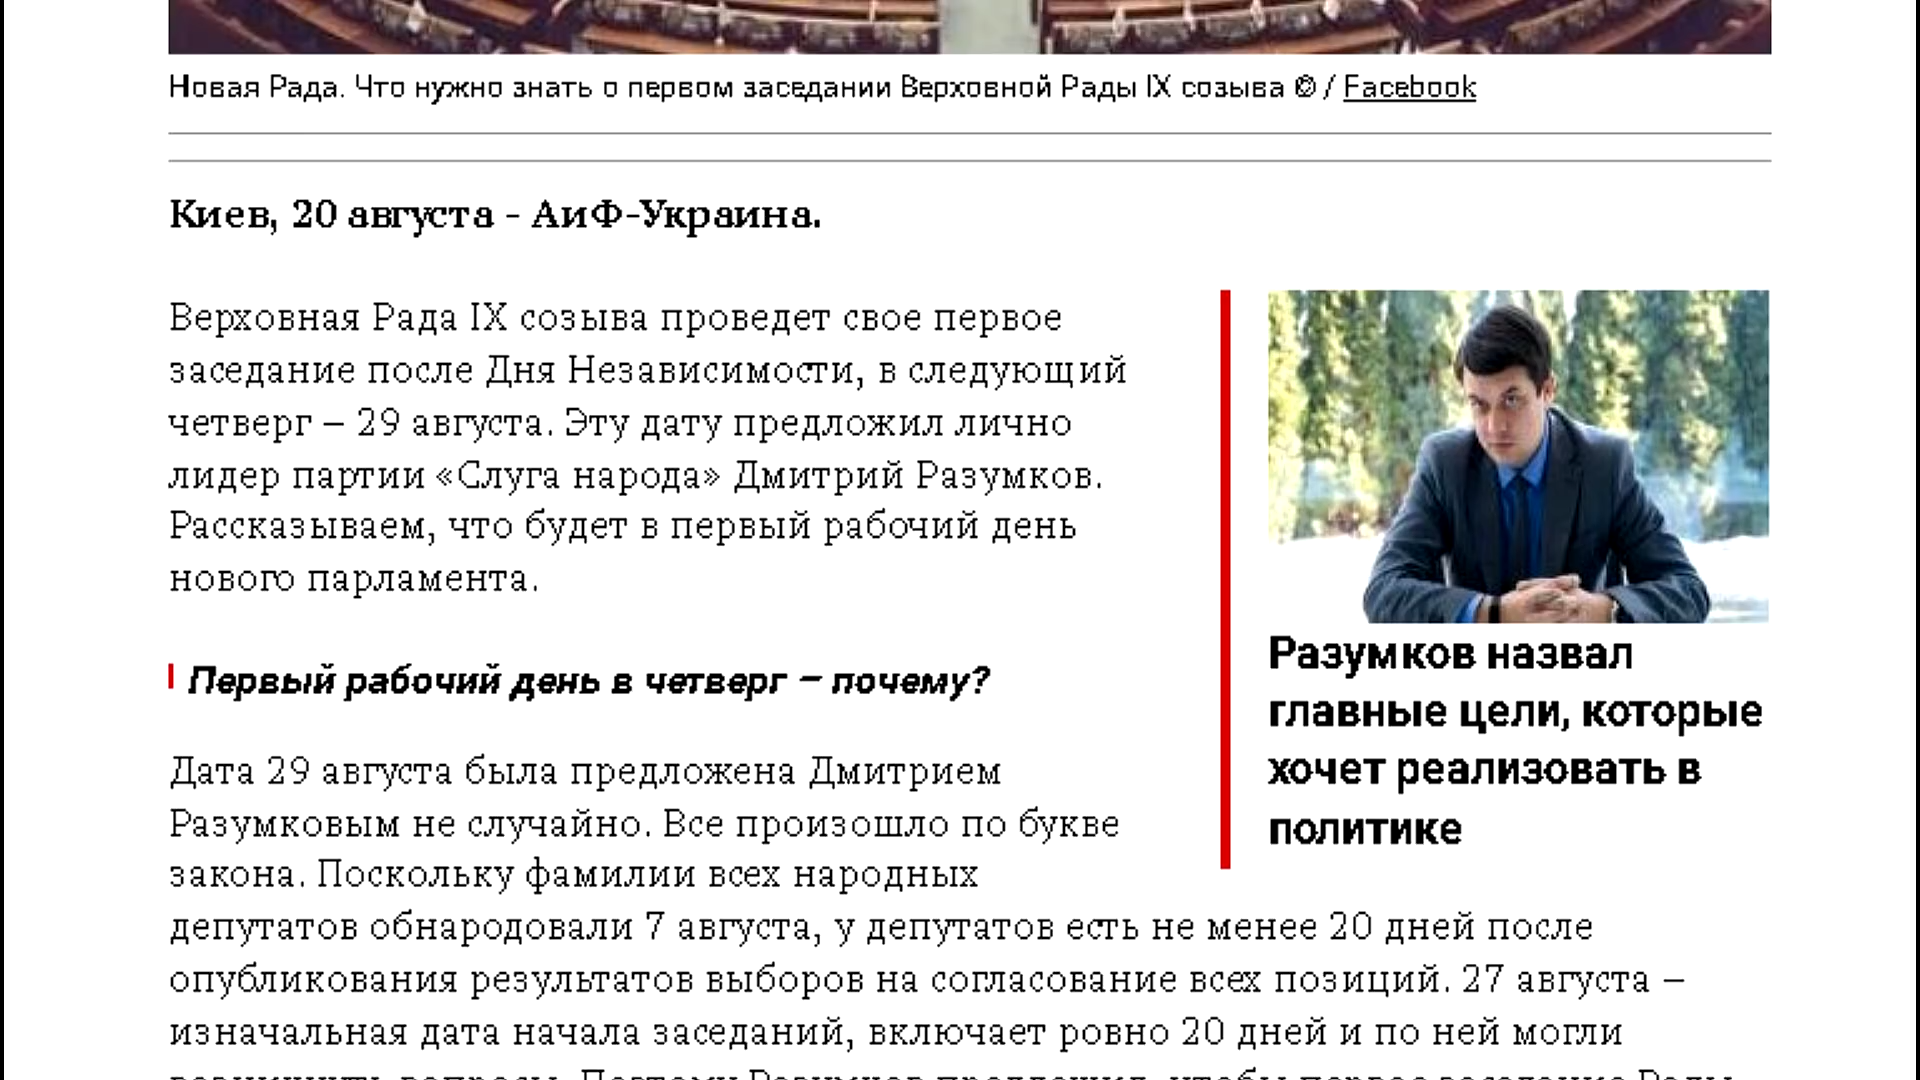 Новая Рада. Что нужно знать о первом заседании Верховной Рады IX созыва © / Facebook
Киев, 20 августа - АиФ-Украина.
Верховная Рада IX созыва проведет свое первое
заседание после Дня Независимости, в следующий
четверг – 29 августа. Эту дату предложил лично
лидер партии «Слуга народа» Дмитрий Разумков.
Рассказываем, что будет в первый рабочий день
нового парламента.
Разумков назвал
главные цели, которые
хочет реализовать в
политике
Первый рабочий день в четверг – почему?
Дата 29 августа была предложена Дмитрием
Разумковым не случайно. Все произошло по букве
закона. Поскольку фамилии всех народных
депутатов обнародовали 7 августа, у депутатов есть не менее 20 дней после
опубликования результатов выборов на согласование всех позиций. 27 августа –
изначальная дата начала заседаний, включает ровно 20 дней и по ней могли